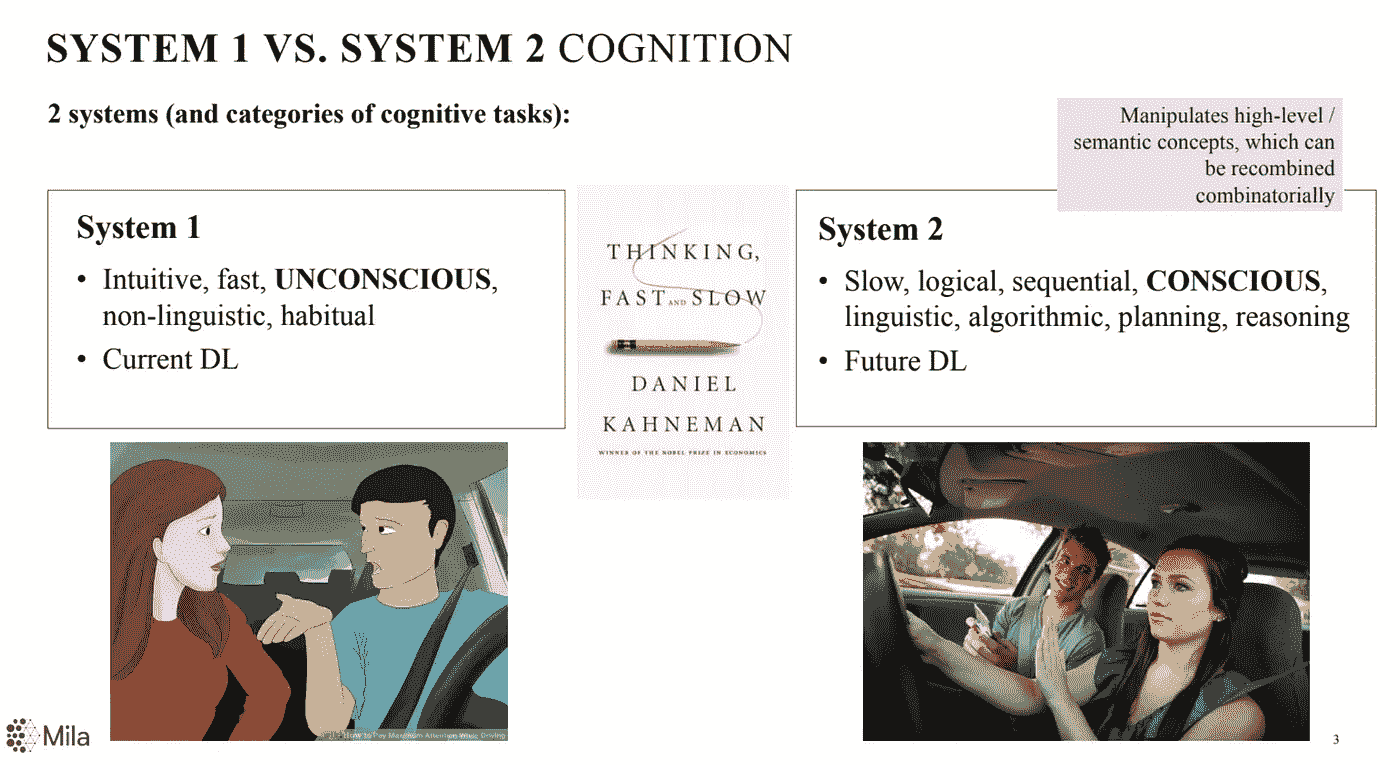 SYSTEM 1 VS. SYSTEM 2 COGNITION
2 systems (and categories of cognitive tasks):
Manipulates high-level /
semantic concepts, which can
be recombined
combinatorially
System 1
• Intuitive, fast, UNCONSCIOUS,
non-linguistic, habitual
• Current DL
THINKING,
FAST AND SLOW
DANIEL
KAHNEMAN
WINNER OF THE NOBEL PRIZE IN ECONOMICS
System 2
• Slow, logical, sequential, CONSCIOUS,
linguistic, algorithmic, planning, reasoning
• Future DL
How to Pay Maximum Attention While Driving
Mila
3